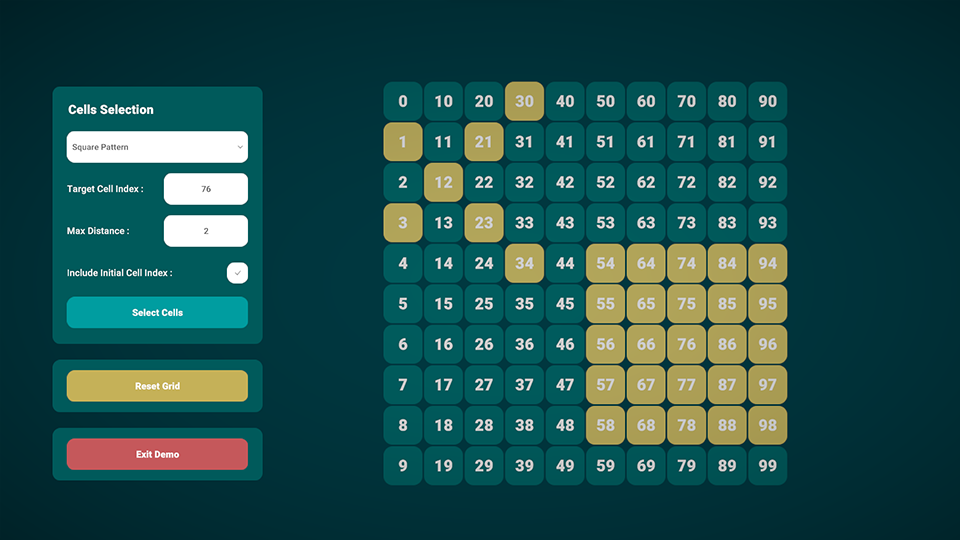 Cells Selection
Square Pattern
Target Cell Index : 76
Max Distance : 2
Include Initial Cell Index :
Select Cells
Reset Grid
Exit Demo
0 10 20 30 40 50 60 70 80 90
1 11 21 31 41 51 61 71 81 91
2 12 22 32 42 52 62 72 82 92
3 13 23 33 43 53 63 73 83 93
4 14 24 34 44 54 64 74 84 94
5 15 25 35 45 55 65 75 85 95
6 16 26 36 46 56 66 76 86 96
7 17 27 37 47 57 67 77 87 97
8 18 28 38 48 58 68 78 88 98
9 19 29 39 49 59 69 79 89 99